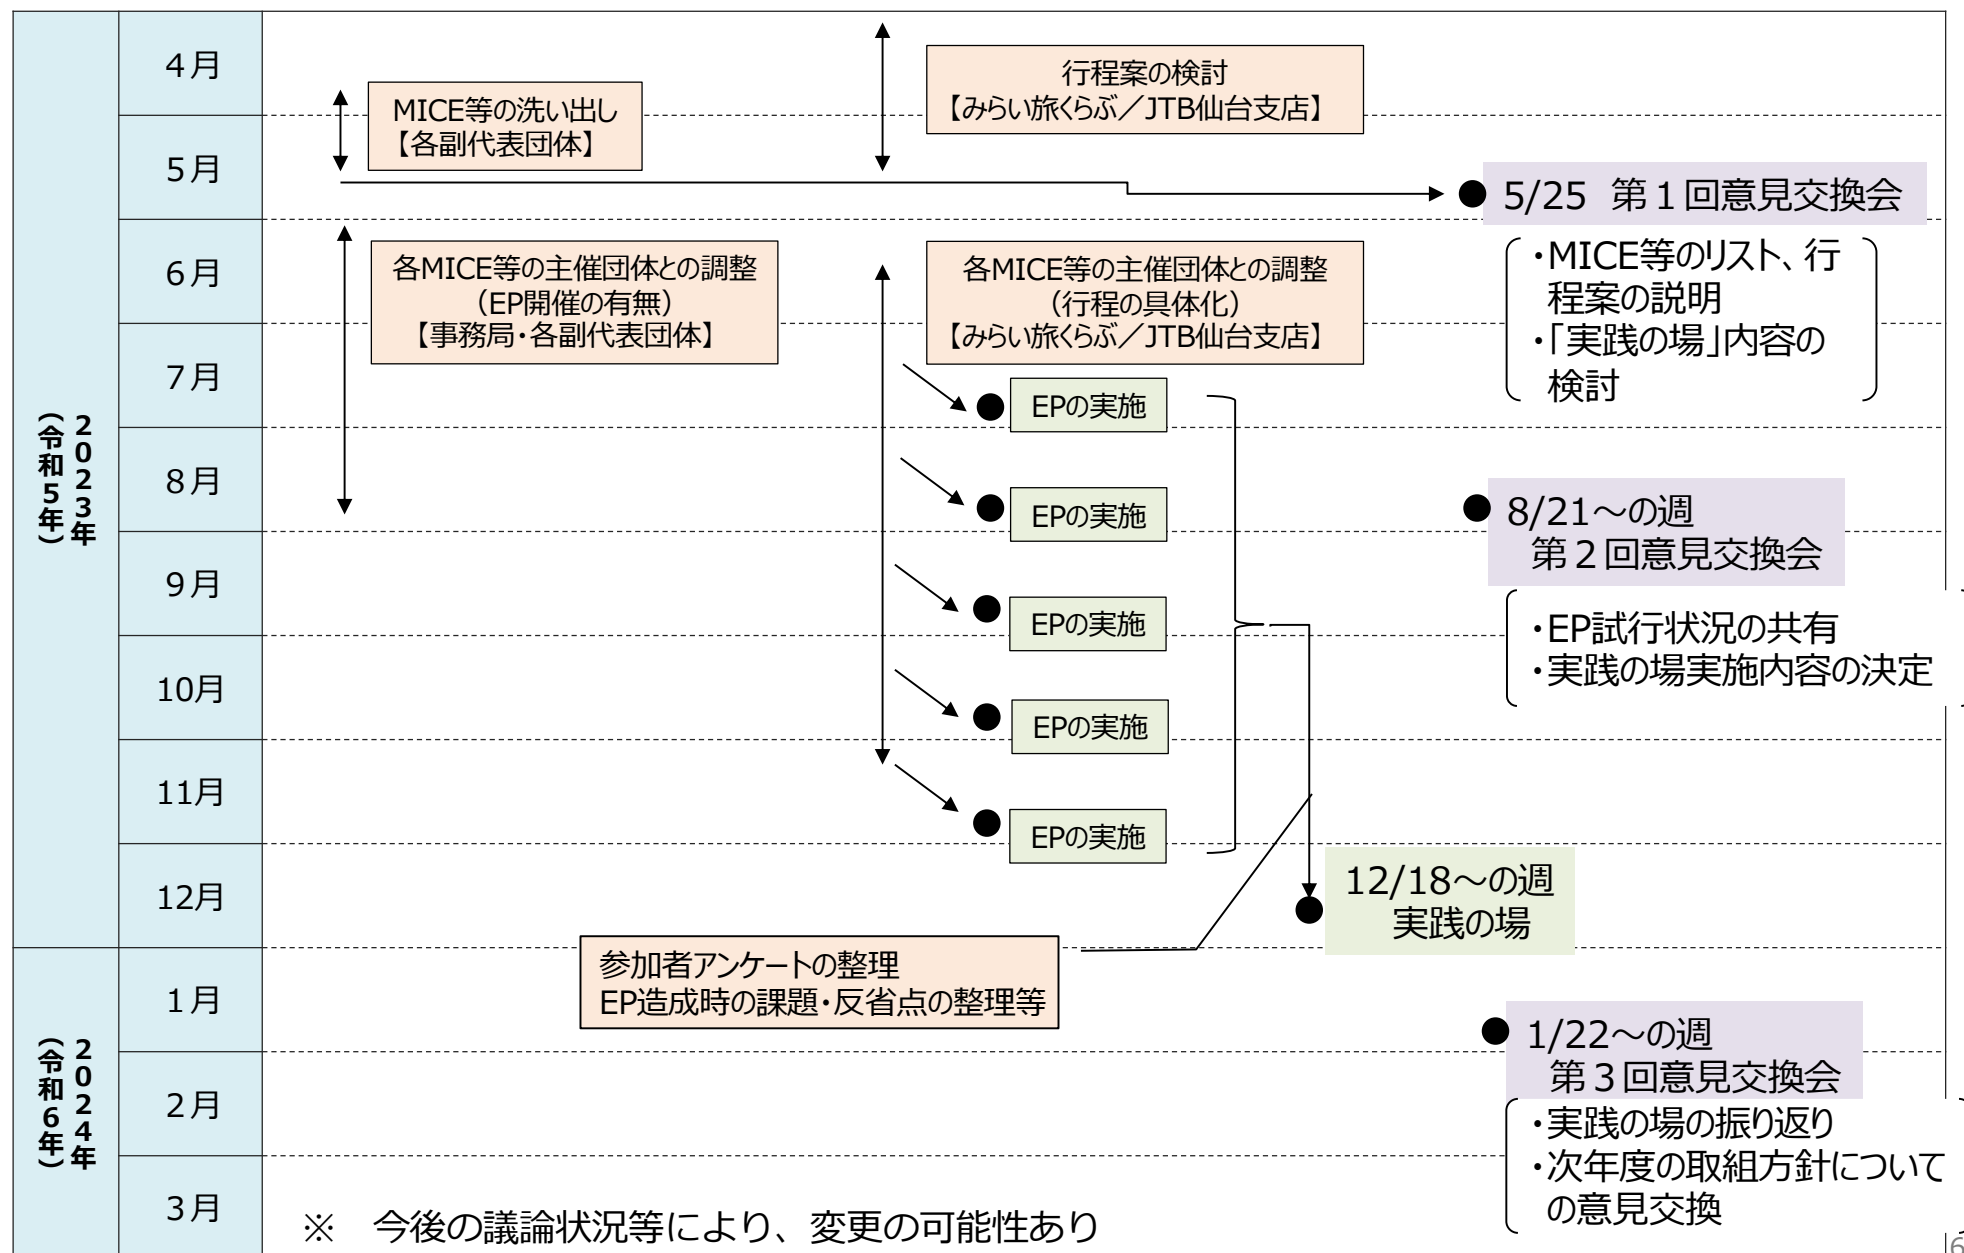 2023年
（令和５年）
4月
5月
6月
7月
8月
9月
10月
11月
12月
2024年
（令和６年）
1月
2月
3月
MICE等の洗い出し
【各副代表団体】
行程案の検討
【みらい旅くらぶ／JTB仙台支店】
5/25 第１回意見交換会
・MICE等のリスト、行
程案の説明
・「実践の場」内容の
検討
各MICE等の主催団体との調整
（EP開催の有無）
【事務局・各副代表団体】
各MICE等の主催団体との調整
（行程の具体化）
【みらい旅くらぶ／JTB仙台支店】
EPの実施
EPの実施
EPの実施
EPの実施
EPの実施
8/21～の週
第２回意見交換会
・EP試行状況の共有
・実践の場実施内容の決定
12/18～の週
実践の場
参加者アンケートの整理
EP造成時の課題・反省点の整理等
1/22～の週
第３回意見交換会
・実践の場の振り返り
・次年度の取組方針について
の意見交換
※　今後の議論状況等により、変更の可能性あり
6